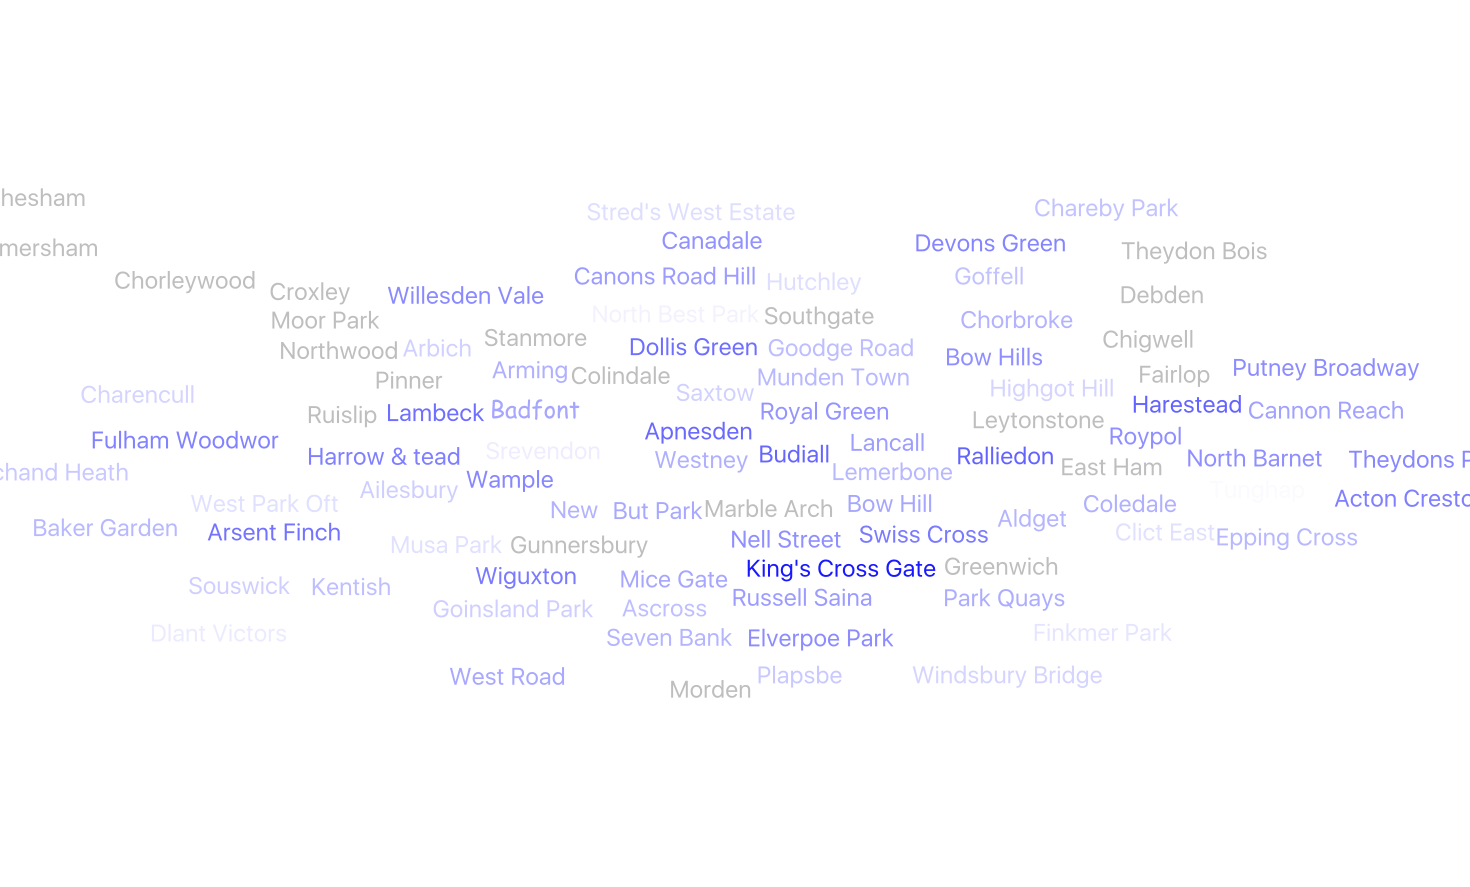 hesham
Stred's West Estate
Chareby Park
mersham
Canadale
Devons Green
Theydon Bois
Chorleywood
Canons Road Hill
Hutchley
Goffell
Croxley
Willesden Vale
Debden
Moor Park
North Best Park
Southgate
Chorbroke
Northwood
Arbich
Stanmore
Dollis Green
Goodge Road
Bow Hills
Chigwell
Pinner
Arming
Colindale
Munden Town
Fairlop
Putney Broadway
Charencull
Saxtow
Highgot Hill
Ruislip
Lambeck
Badfont
Royal Green
Leytonstone
Harestead
Cannon Reach
Fulham Woodwor
Apnesden
Lancall
Roypol
Harrow & tead
Srevendon
Westney
Budiall
Ralliedon
East Ham
North Barnet
Theydons P
chand Heath
Wample
Lemerbone
Ailesbury
Tunghap
West Park Oft
New
But Park
Marble Arch
Bow Hill
Coledale
Acton Cresto
Baker Garden
Arsent Finch
Aldget
Musa Park
Gunnersbury
Nell Street
Swiss Cross
Clict East
Epping Cross
Wiguxton
King's Cross Gate
Greenwich
Souswick
Kentish
Mice Gate
Goinsland Park
Ascross
Russell Saina
Park Quays
Dlant Victors
Seven Bank
Elverpoe Park
Finkmer Park
West Road
Morden
Plapsbe
Windsbury Bridge